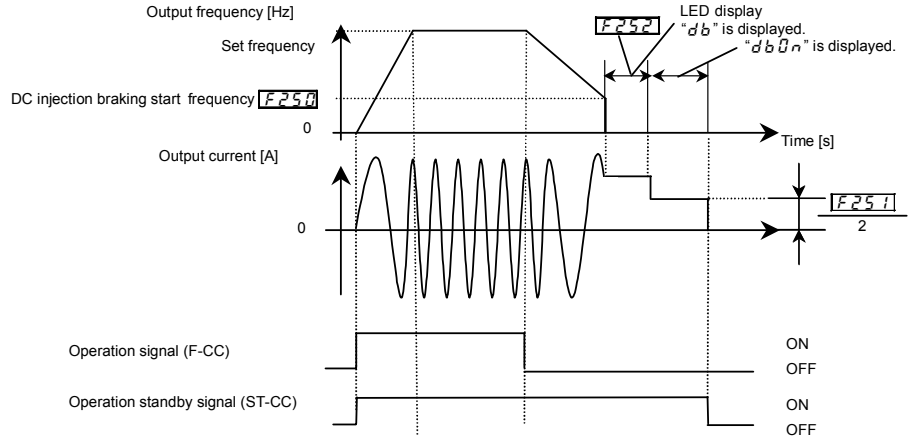 Output frequency [Hz]
LED display
F252
“db” is displayed.
Set frequency
“dbOn” is displayed.
DC injection braking start frequency F250
0
Time [s]
Output current [A]
F251
2
0
Operation signal (F-CC)
ON
OFF
Operation standby signal (ST-CC)
ON
OFF